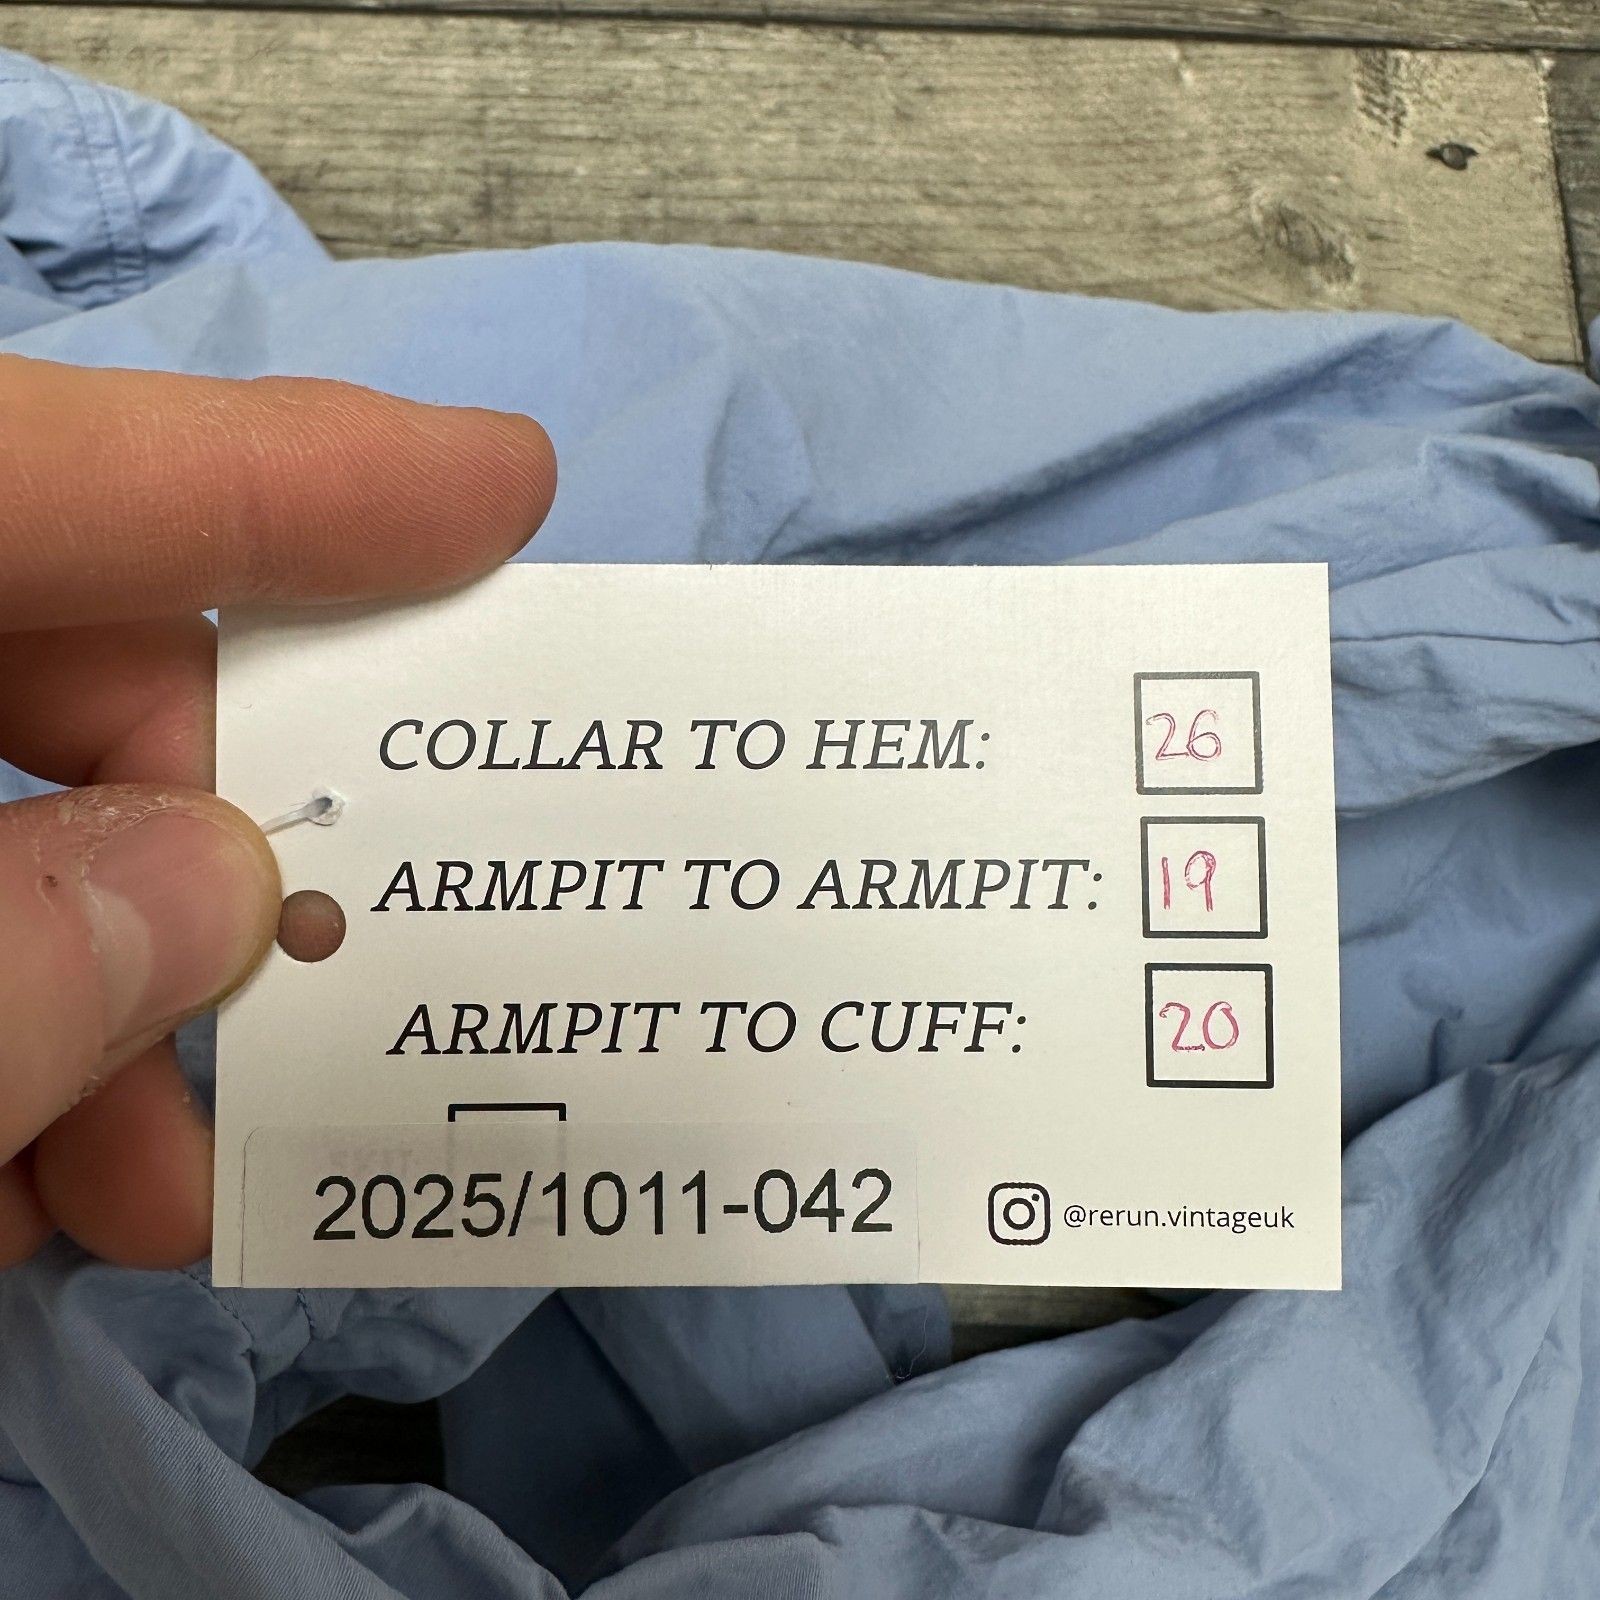 COLLAR TO HEM: 26
ARMPIT TO ARMPIT: 19
ARMPIT TO CUFF: 20
2025/1011-042
@rerun.vintageuk